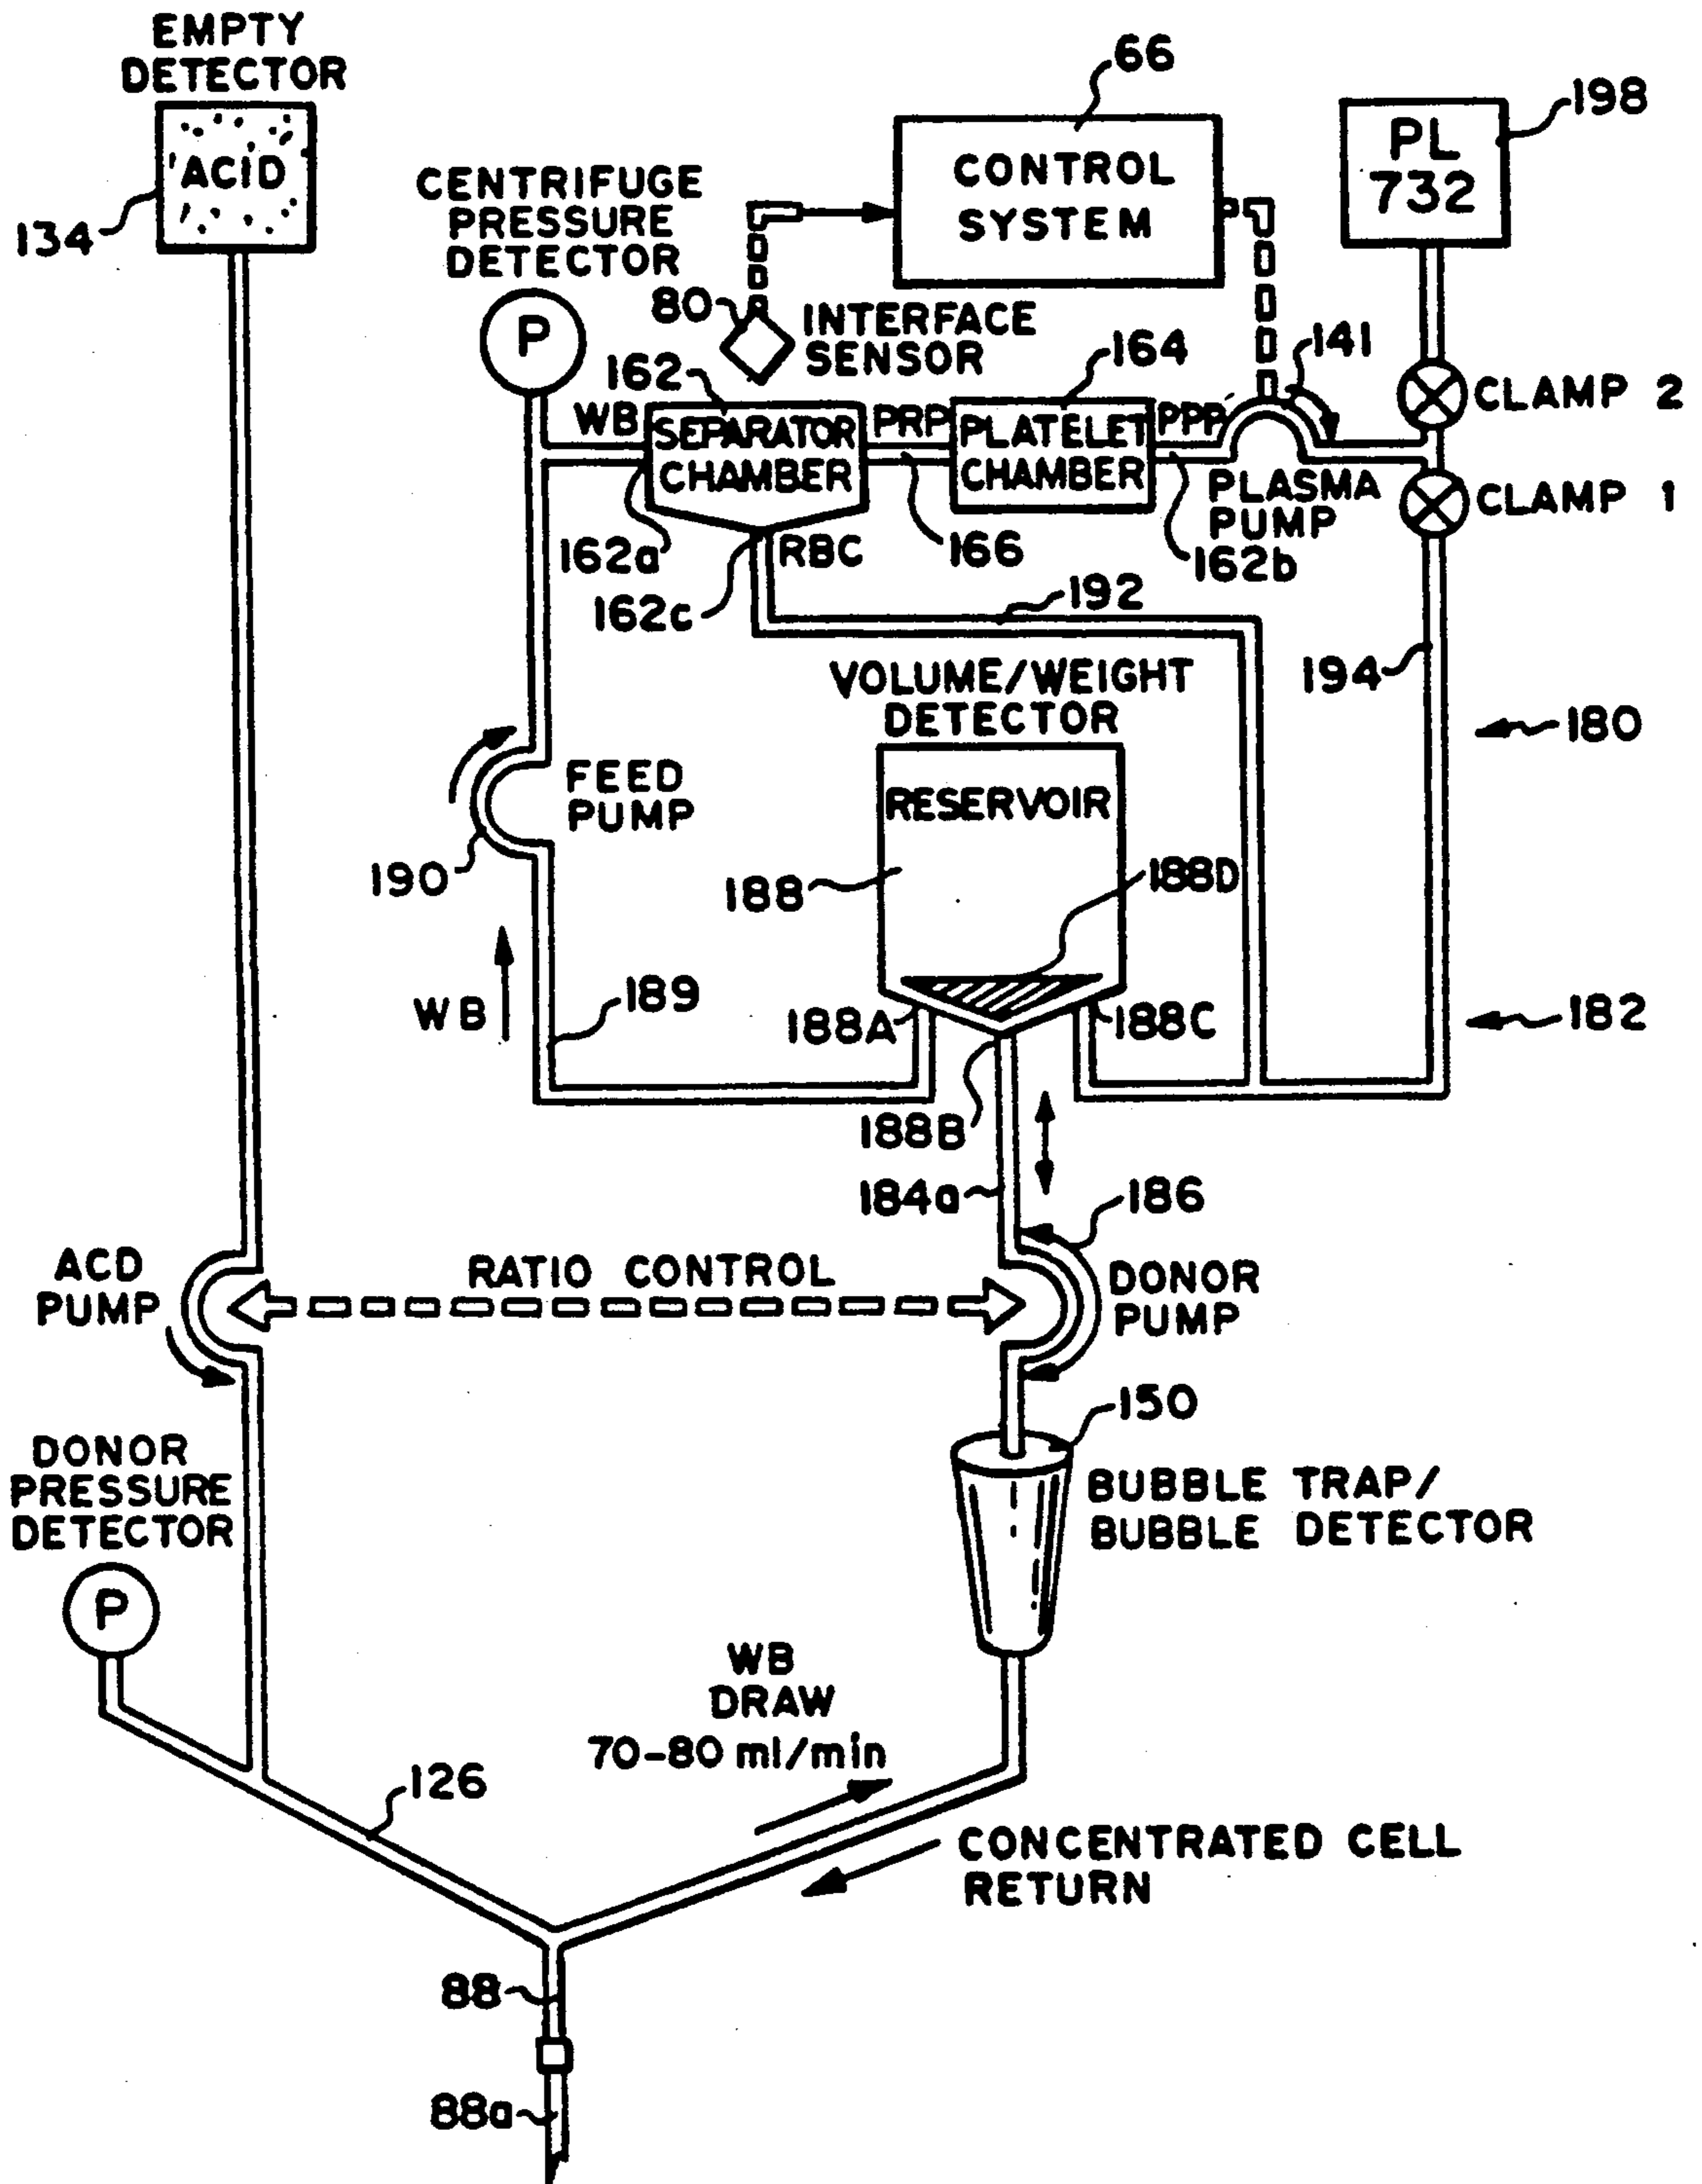 EMPTY
DETECTOR
ACID
134
66
CONTROL
SYSTEM
198
PL
732
CENTRIFUGE
PRESSURE
DETECTOR
P
80
INTERFACE
SENSOR
162
164
141
CLAMP 2
WB
SEPARATOR
CHAMBER
PRP
PLATELET
CHAMBER
PPP
PLASMA
PUMP
CLAMP 1
162a
RBC
166
162b
162c
192
194
VOLUME/WEIGHT
DETECTOR
180
RESERVOIR
FEED
PUMP
190
188
188D
WB
189
188A
188C
182
188B
184a
186
ACD
PUMP
RATIO CONTROL
DONOR
PUMP
150
DONOR
PRESSURE
DETECTOR
P
BUBBLE TRAP/
BUBBLE DETECTOR
WB
DRAW
70-80 ml/min
126
CONCENTRATED CELL
RETURN
88
88a